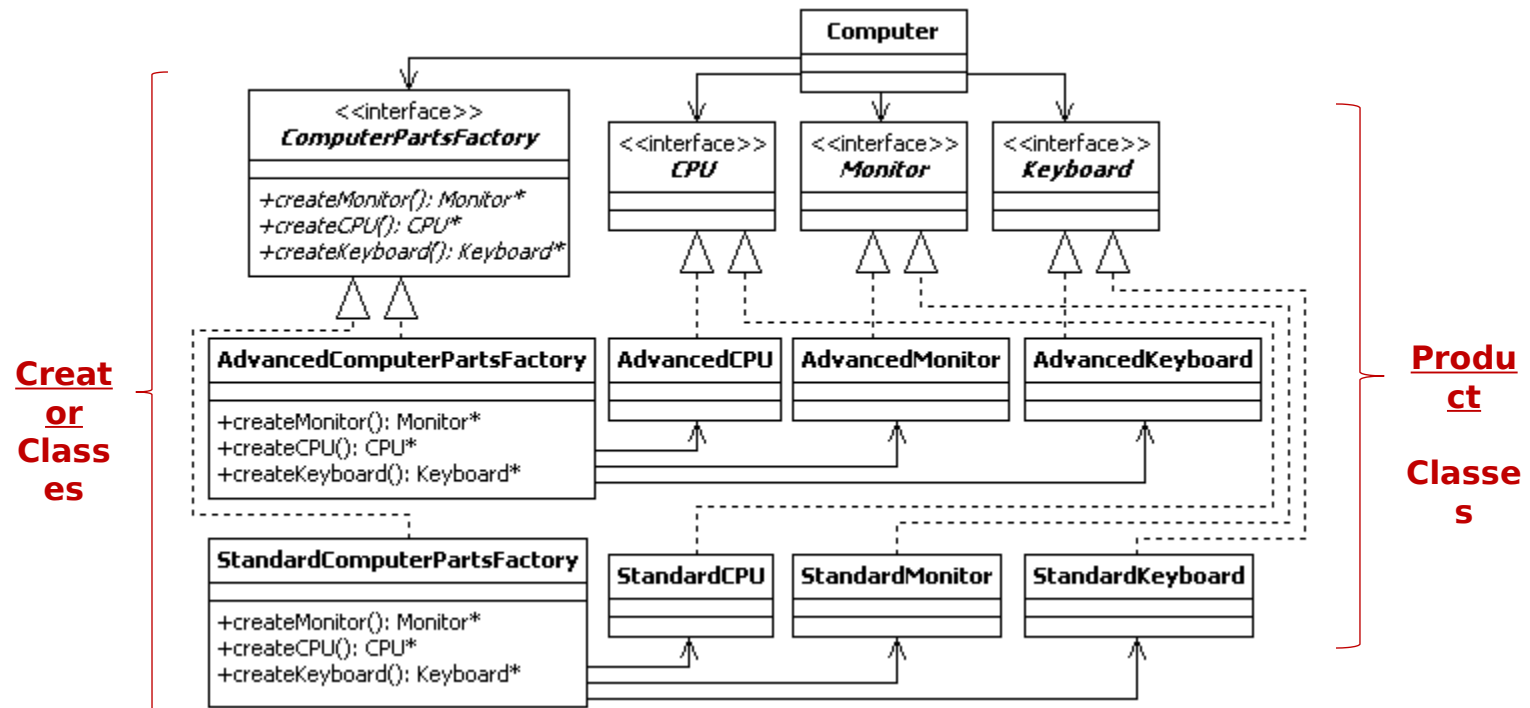 Computer
<<interface>>
ComputerPartsFactory
+createMonitor(): Monitor*
+createCPU(): CPU*
+createKeyboard(): Keyboard*
<<interface>>
CPU
<<interface>>
Monitor
<<interface>>
Keyboard
Creat
or
Class
es
AdvancedComputerPartsFactory
+createMonitor(): Monitor*
+createCPU(): CPU*
+createKeyboard(): Keyboard*
AdvancedCPU
AdvancedMonitor
AdvancedKeyboard
Produ
ct
Classe
s
StandardComputerPartsFactory
+createMonitor(): Monitor*
+createCPU(): CPU*
+createKeyboard(): Keyboard*
StandardCPU
StandardMonitor
StandardKeyboard